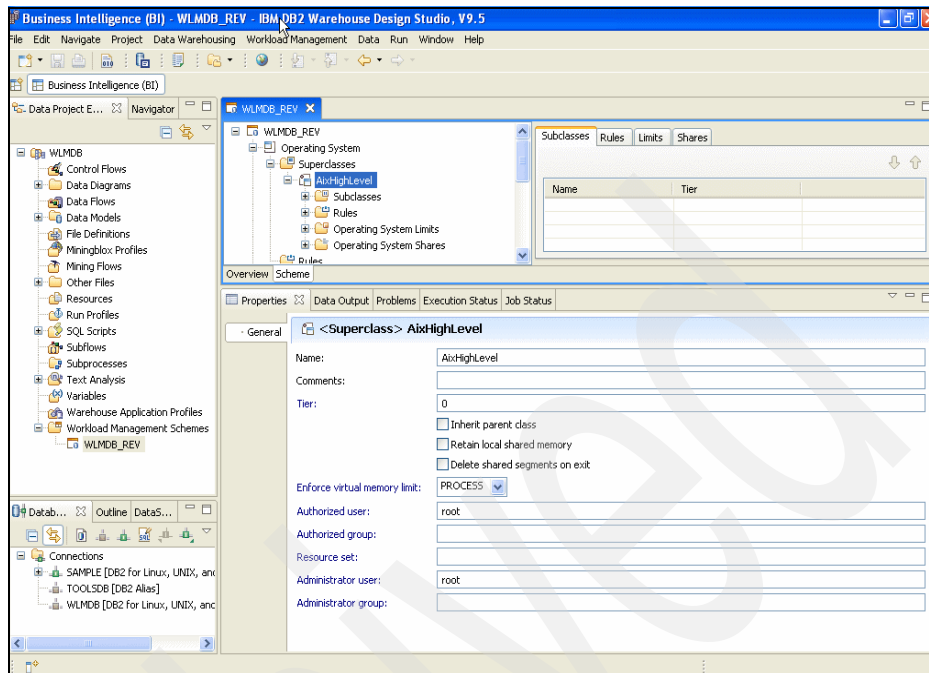 Business Intelligence (BI) - WLMDB_REV - IBM DB2 Warehouse Design Studio, V9.5
File Edit Navigate Project Data Warehousing Workload Management Data Run Window Help
Business Intelligence (BI)
Data Project E... Navigator
WLMDB
Control Flows
Data Diagrams
Data Flows
Data Models
File Definitions
Miningblox Profiles
Mining Flows
Other Files
Resources
Run Profiles
SQL Scripts
Subflows
Subprocesses
Text Analysis
Variables
Warehouse Application Profiles
Workload Management Schemes
WLMDB_REV
Datab... Outline DataS...
SQL
Connections
SAMPLE [DB2 for Linux, UNIX, and
TOOLSDB [DB2 Alias]
WLMDB [DB2 for Linux, UNIX, and
WLMDB_REV
WLMDB_REV
Operating System
Superclasses
AixHighLevel
Subclasses
Rules
Operating System Limits
Operating System Shares
Rules
Overview Scheme
Subclasses Rules Limits Shares
Name Tier
Properties Data Output Problems Execution Status Job Status
General
<Superclass> AixHighLevel
Name: AixHighLevel
Comments:
Tier: 0
Inherit parent class
Retain local shared memory
Delete shared segments on exit
Enforce virtual memory limit: PROCESS
Authorized user: root
Authorized group:
Resource set:
Administrator user: root
Administrator group: